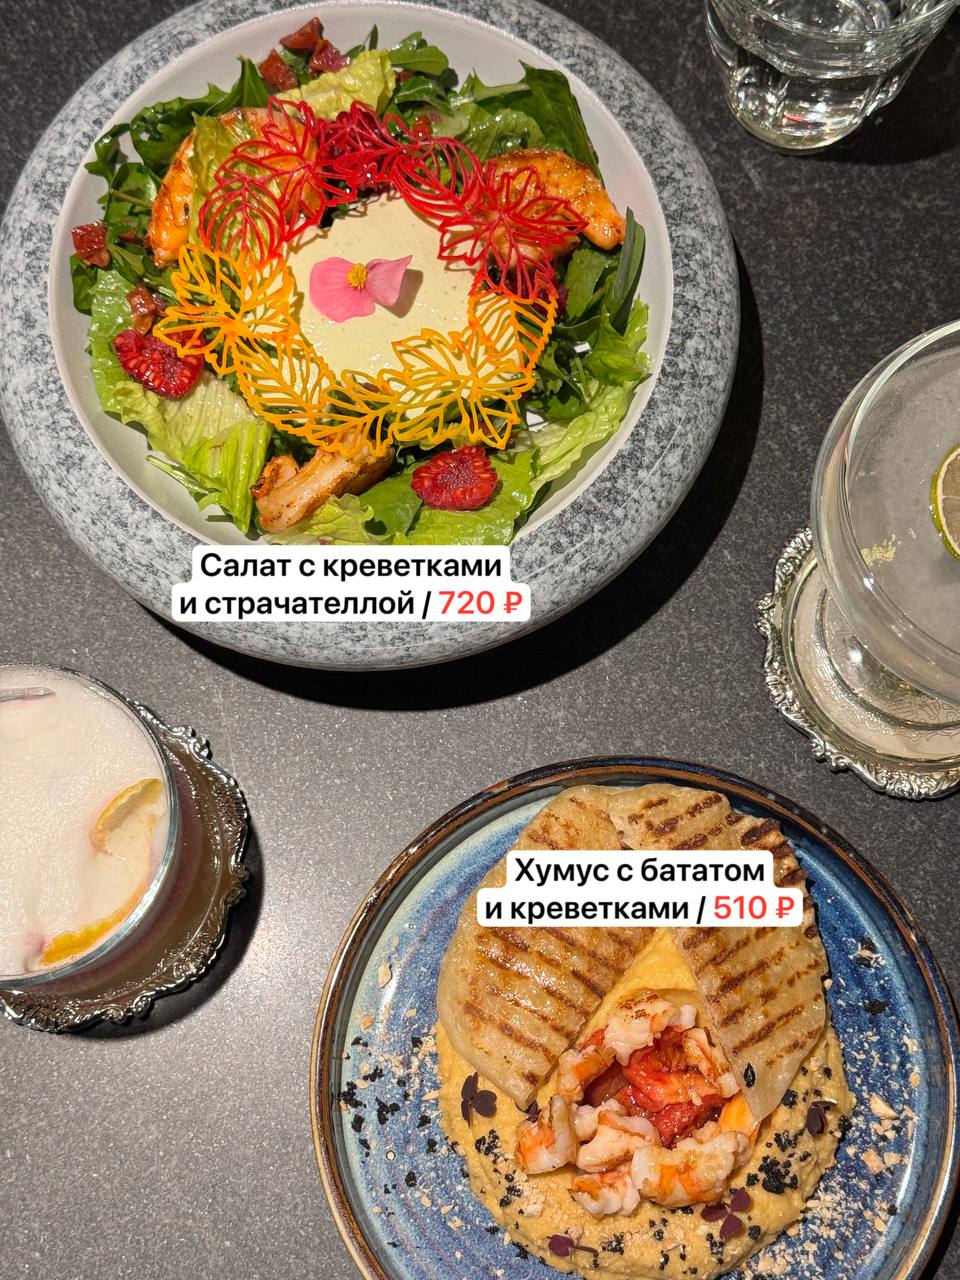 Салат с креветками
и страчателлой / 720 ₽
Хумус с бататом
и креветками / 510 ₽